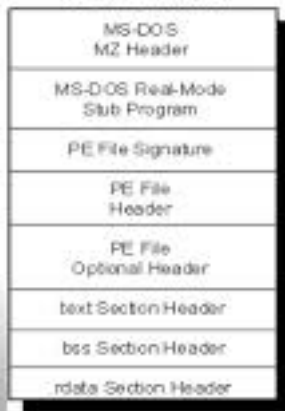 MS-DOS
MZ Header
MS-DOS Real-Mode
Stub Program
PE File Signature
PE File
Header
PE File
Optional Header
text Section Header
bss Section Header
rdata Section Header